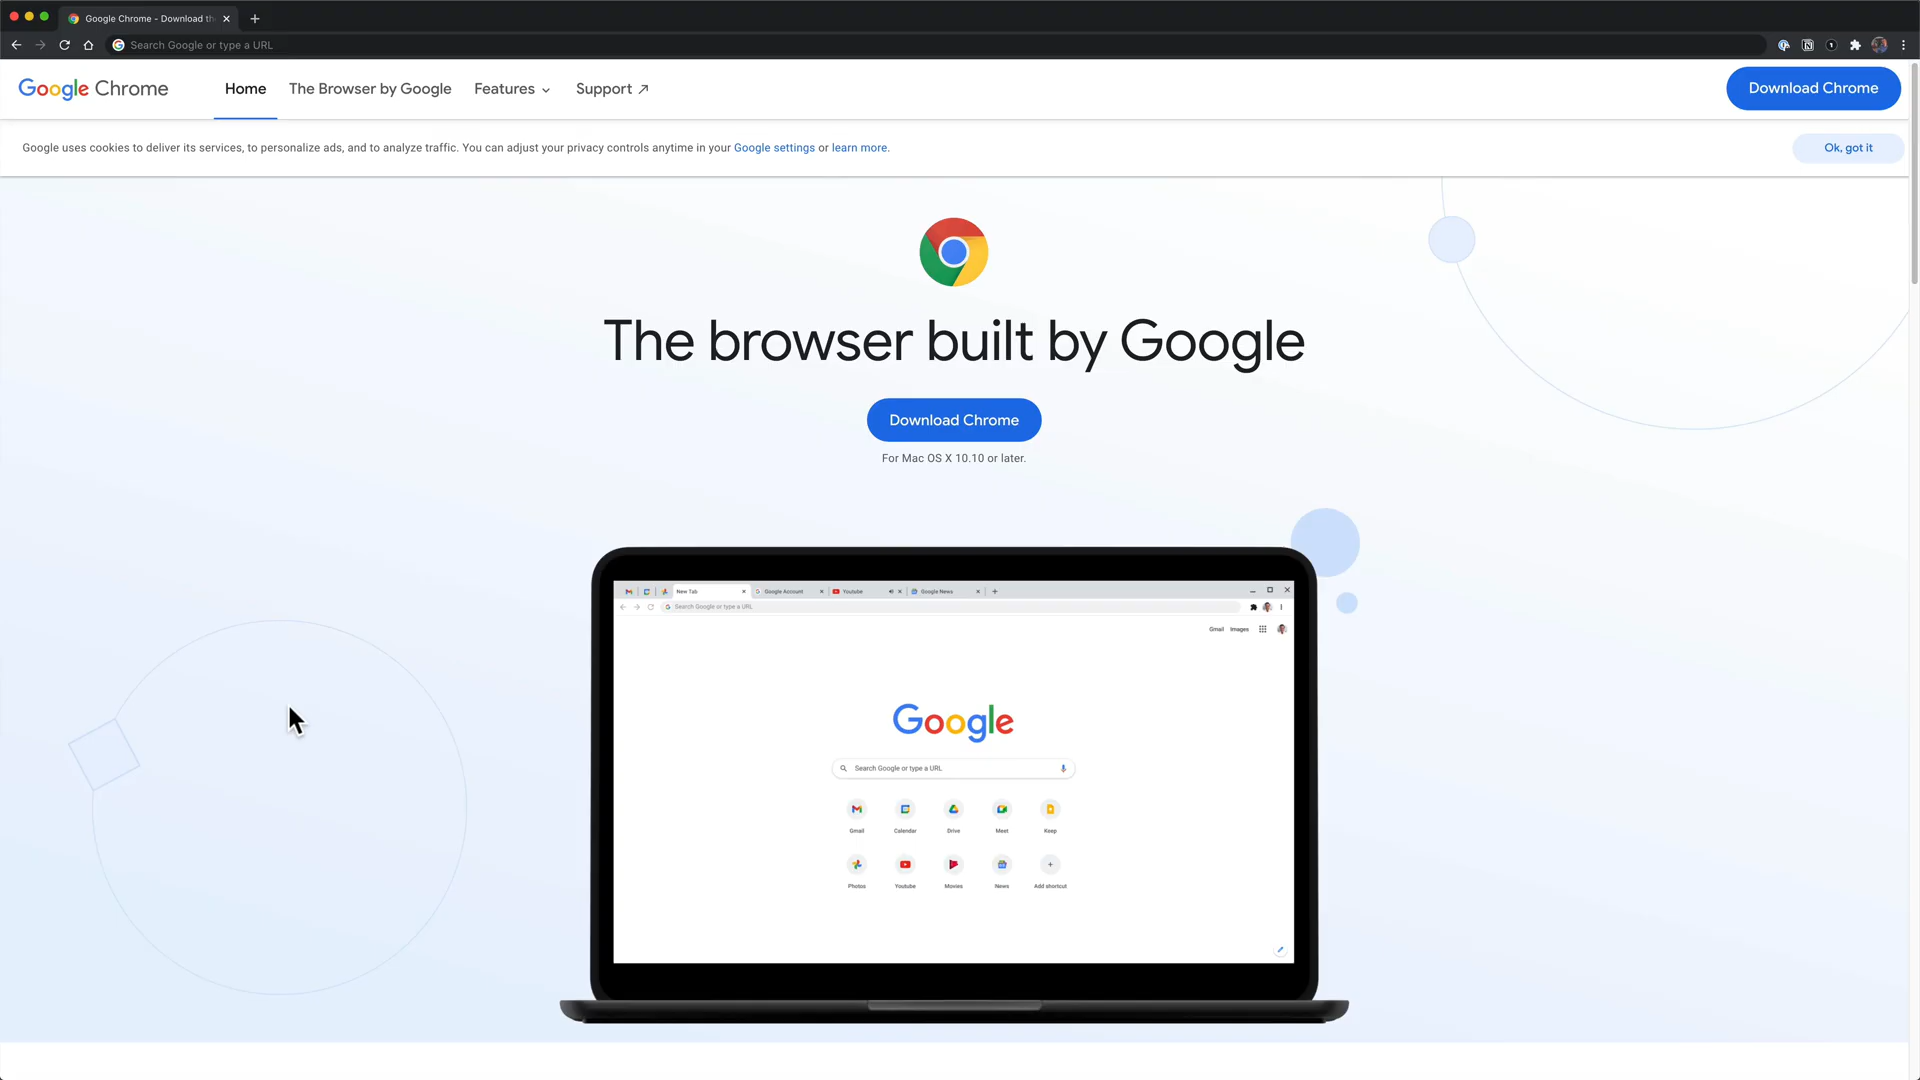 Google Chrome - Download th
Search Google or type a URL
Google Chrome
Home
The Browser by Google
Features
Support
Download Chrome
Google uses cookies to deliver its services, to personalize ads, and to analyze traffic. You can adjust your privacy controls anytime in your Google settings or learn more.
Ok, got it
The browser built by Google
Download Chrome
For Mac OS X 10.10 or later.
New Tab
Google Account
Youtube
Google News
Search Google or type a URL
Gmail
Images
Google
Search Google or type a URL
Gmail
Calendar
Drive
Meet
Keep
Photos
Youtube
Movies
News
Add shortcut